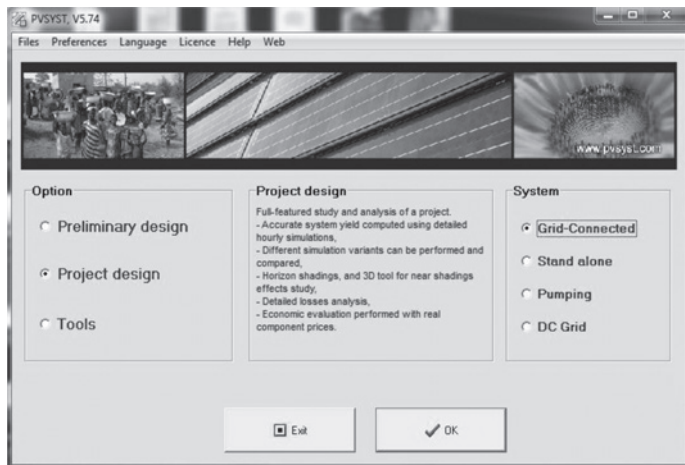 PVSYST, V5.74
Files Preferences Language Licence Help Web
www.pvsyst.com
Option
Preliminary design
Project design
Tools
Project design
Full-featured study and analysis of a project.
- Accurate system yield computed using detailed
hourly simulations,
- Different simulation variants can be performed and
compared,
- Horizon shadings, and 3D tool for near shadings
effects study,
- Detailed losses analysis,
- Economic evaluation performed with real
component prices.
System
Grid-Connected
Stand alone
Pumping
DC Grid
Exit
OK